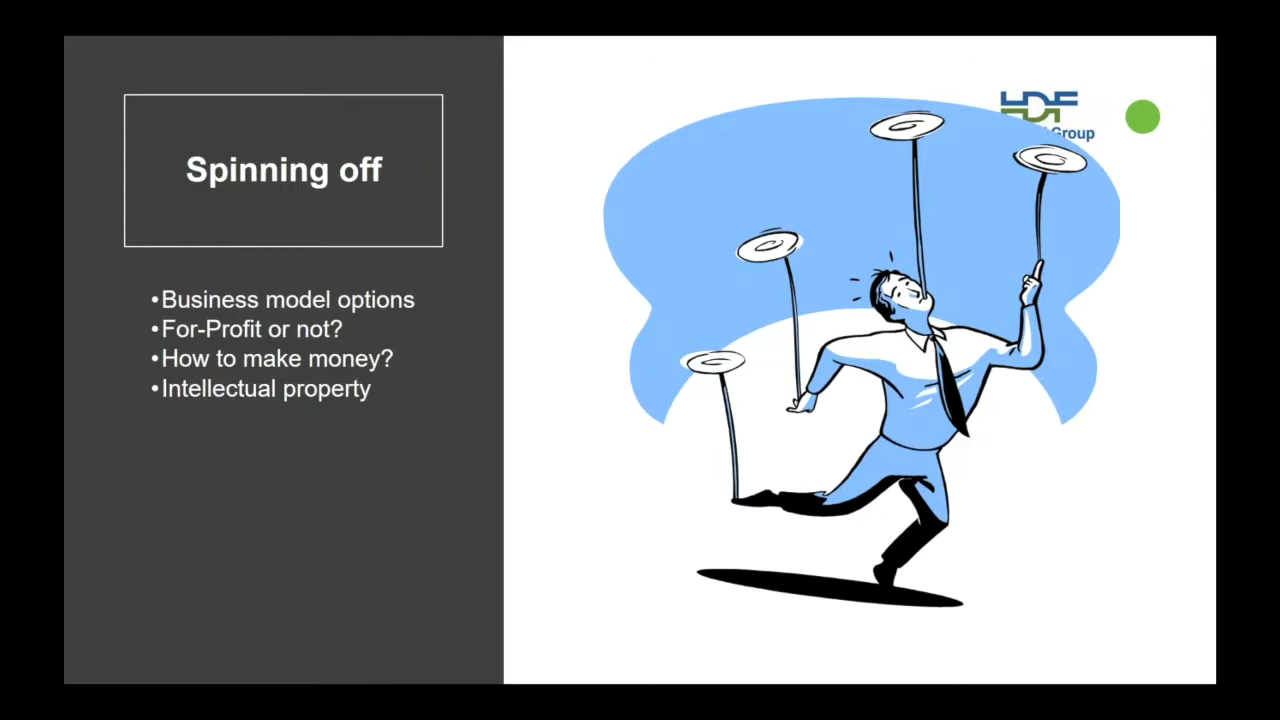 Spinning off
•Business model options
•For-Profit or not?
•How to make money?
•Intellectual property
HDF
Group